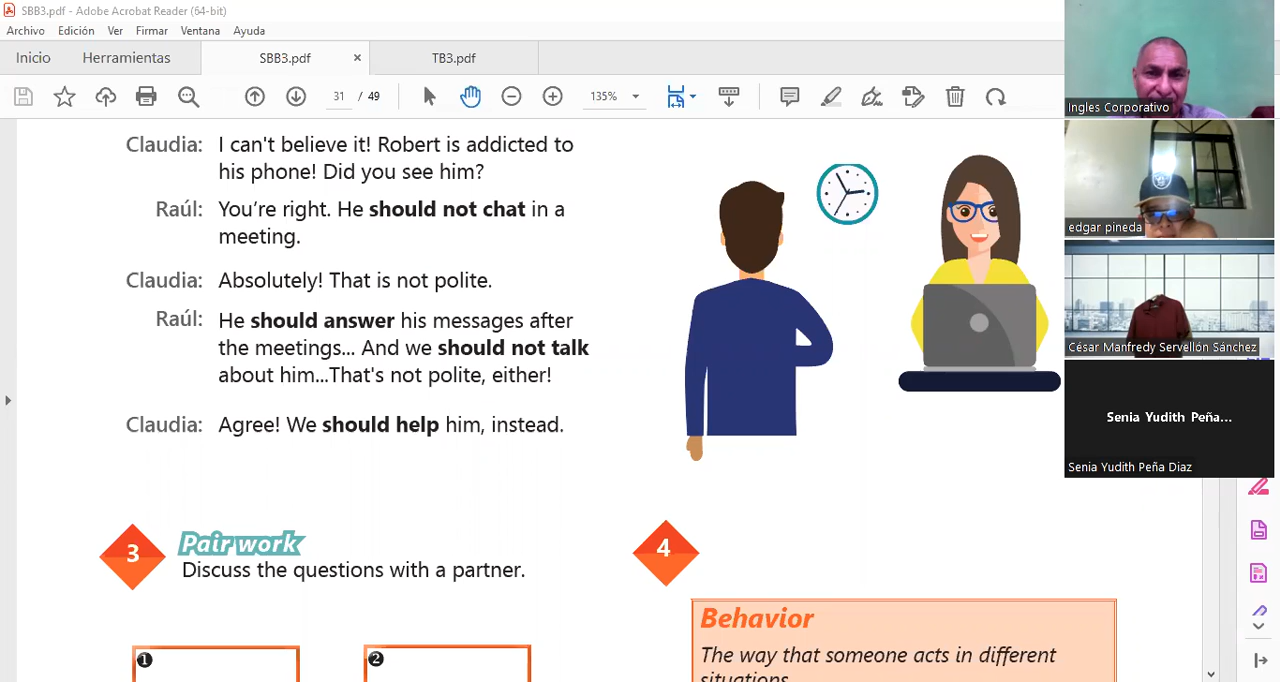 SBB3.pdf - Adobe Acrobat Reader (64-bit)
Archivo Edición Ver Firmar Ventana Ayuda
Inicio Herramientas SBB3.pdf × TB3.pdf
31 / 49 135%
Claudia: I can't believe it! Robert is addicted to
his phone! Did you see him?
Raúl: You’re right. He should not chat in a
meeting.
Claudia: Absolutely! That is not polite.
Raúl: He should answer his messages after
the meetings... And we should not talk
about him...That's not polite, either!
Claudia: Agree! We should help him, instead.
3 Pair work
Discuss the questions with a partner.
1 2
4
Behavior
The way that someone acts in different
situations
Ingles Corporativo
edgar pineda
César Manfredy Servellón Sánchez
Senia Yudith Peña...
Senia Yudith Peña Diaz